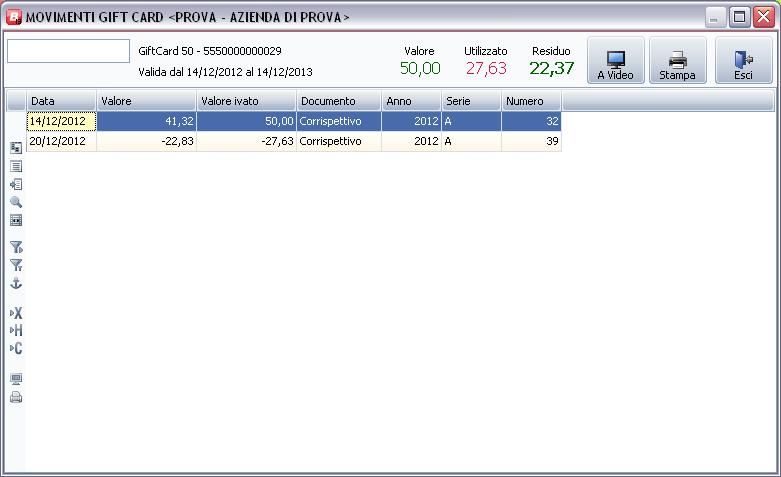 MOVIMENTI GIFT CARD <PROVA - AZIENDA DI PROVA>
GiftCard 50 - 5550000000029
Valida dal 14/12/2012 al 14/12/2013
Valore Utilizzato Residuo
50,00 27,63 22,37
A Video Stampa Esci
Data Valore Valore ivato Documento Anno Serie Numero
14/12/2012 41,32 50,00 Corrispettivo 2012 A 32
20/12/2012 -22,83 -27,63 Corrispettivo 2012 A 39
X
H
C